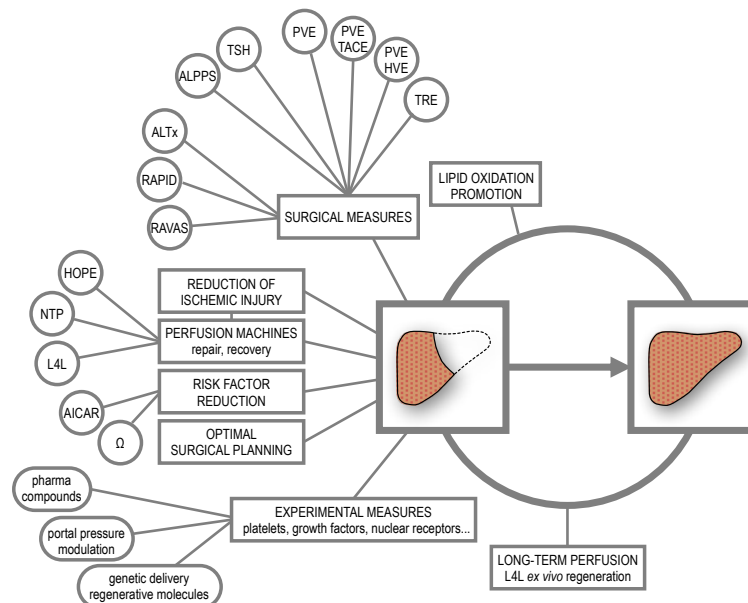 PVE
PVE
TACE
PVE
HVE
TSH
TRE
ALPPS
ALTx
RAPID
RAVAS
SURGICAL MEASURES
LIPID OXIDATION
PROMOTION
HOPE
NTP
L4L
REDUCTION OF
ISCHEMIC INJURY
PERFUSION MACHINES
repair, recovery
AICAR
Ω
RISK FACTOR
REDUCTION
OPTIMAL
SURGICAL PLANNING
pharma
compounds
portal pressure
modulation
genetic delivery
regenerative molecules
EXPERIMENTAL MEASURES
platelets, growth factors, nuclear receptors...
LONG-TERM PERFUSION
L4L ex vivo regeneration